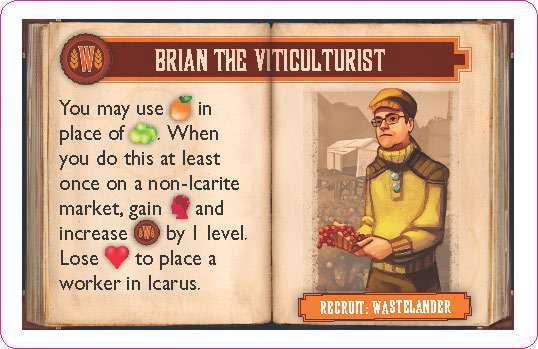 W
BRIAN THE VITICULTURIST
You may use in
place of . When
you do this at least
once on a non-Icarite
market, gain and
increase W by 1 level.
Lose to place a
worker in Icarus.
RECRUIT: WASTELANDER